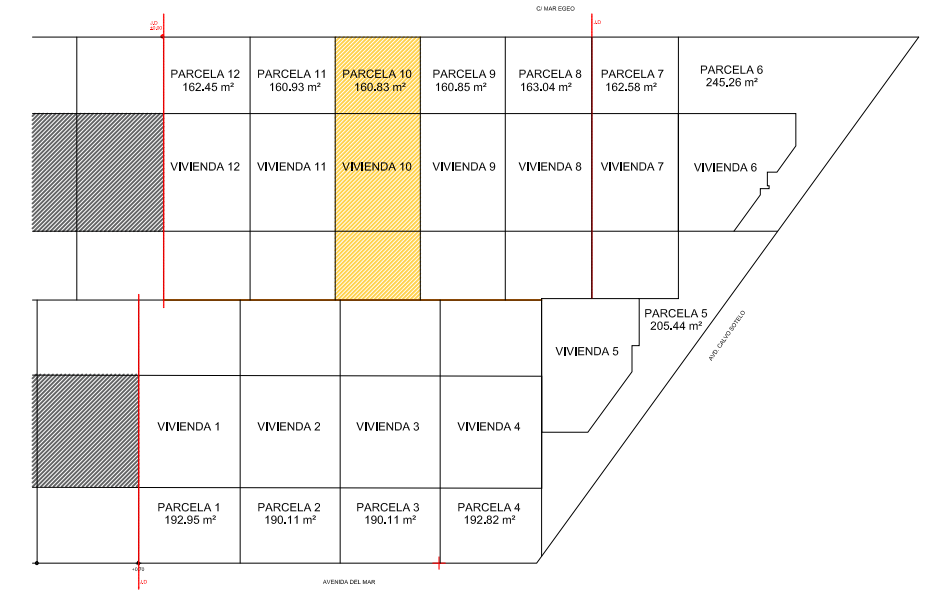 C/ MAR EGEO
J.D
±0,00
J.D
PARCELA 12
162.45 m²
PARCELA 11
160.93 m²
PARCELA 10
160.83 m²
PARCELA 9
160.85 m²
PARCELA 8
163.04 m²
PARCELA 7
162.58 m²
PARCELA 6
245.26 m²
VIVIENDA 12
VIVIENDA 11
VIVIENDA 10
VIVIENDA 9
VIVIENDA 8
VIVIENDA 7
VIVIENDA 6
PARCELA 5
205.44 m²
VIVIENDA 5
AVD. CALVO SOTELO
VIVIENDA 1
VIVIENDA 2
VIVIENDA 3
VIVIENDA 4
PARCELA 1
192.95 m²
PARCELA 2
190.11 m²
PARCELA 3
190.11 m²
PARCELA 4
192.82 m²
+0,70
J.D
AVENIDA DEL MAR